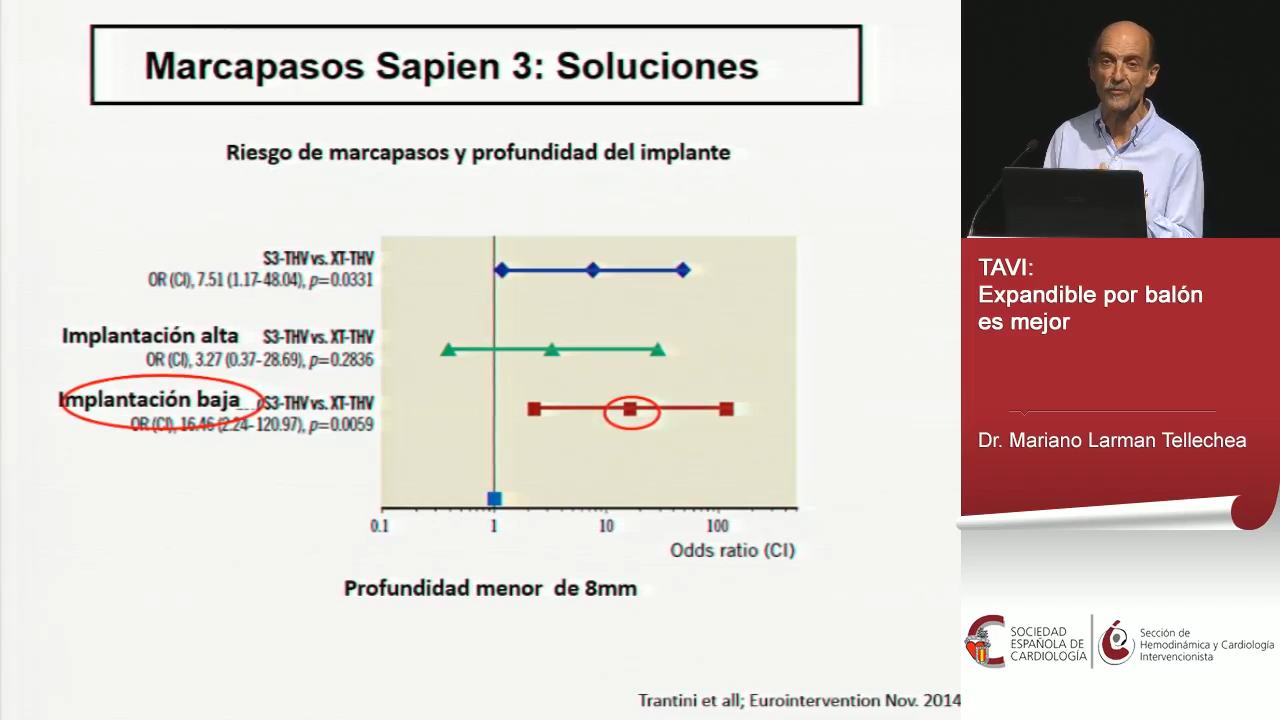 Marcapasos Sapien 3: Soluciones
Riesgo de marcapasos y profundidad del implante
S3-THV vs. XT-THV
OR (CI), 7.51 (1.17-48.04), p=0.0331
Implantación alta S3-THV vs. XT-THV
OR (CI), 3.27 (0.37-28.69), p=0.2836
Implantación baja S3-THV vs. XT-THV
OR (CI), 16.46 (2.24-120.97), p=0.0059
0.1 1 10 100
Odds ratio (CI)
Profundidad menor de 8mm
Trantini et all; Eurointervention Nov. 2014
TAVI:
Expandible por balón
es mejor
Dr. Mariano Larman Tellechea
SOCIEDAD
ESPAÑOLA DE
CARDIOLOGÍA
Sección de
Hemodinámica y Cardiología
Intervencionista